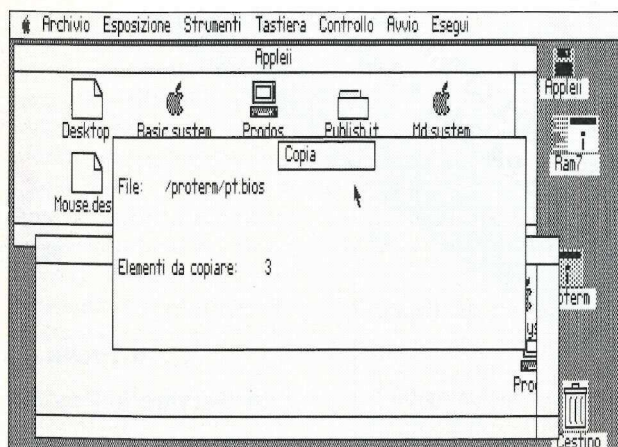 Archivio Esposizione Strumenti Tastiera Controllo Avvio Esegui
Appleii
Appleii
Desktop Basic.system Prodos Publish.it Md.system
Ram7
Mouse.des
Copia
File: /proterm/pt.bios
Elementi da copiare: 3
oterm
Pro
Cestino